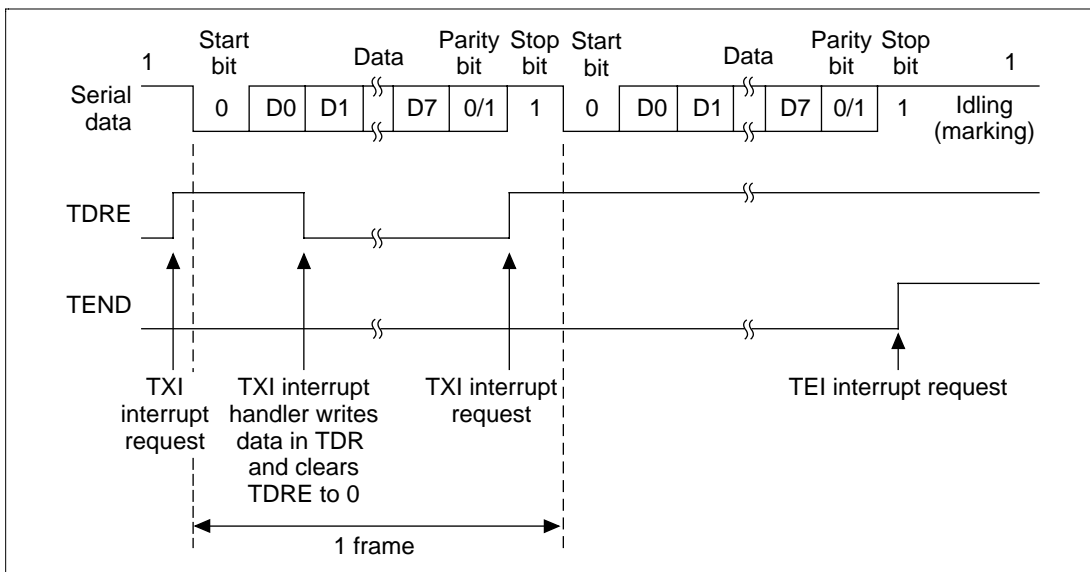 Start bit Parity bit Stop bit Start bit Parity bit Stop bit
1 Data Data 1
Serial data 0 D0 D1 D7 0/1 1 0 D0 D1 D7 0/1 1 Idling (marking)
TDRE
TEND
TXI interrupt request
TXI interrupt handler writes data in TDR and clears TDRE to 0
TXI interrupt request
TEI interrupt request
1 frame